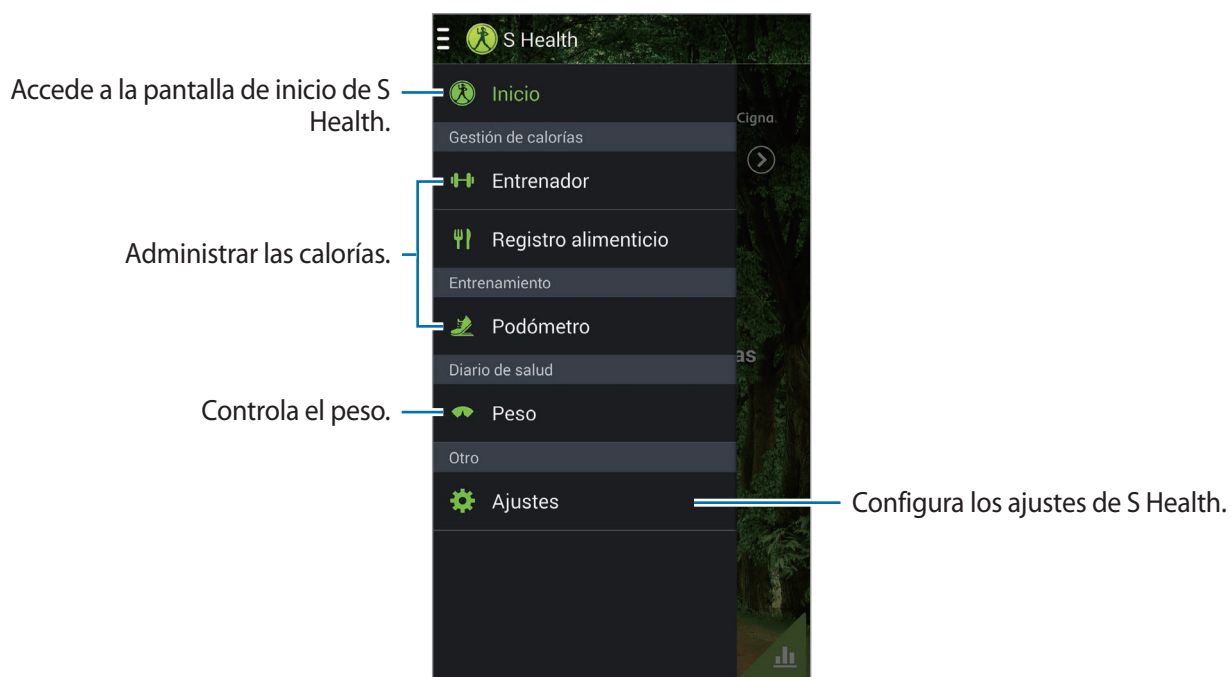 S Health
Accede a la pantalla de inicio de S
Health.
Inicio
Cigna.
Gestión de calorías
Entrenador
Administrar las calorías.
Registro alimenticio
Entrenamiento
Podómetro
as
Diario de salud
Controla el peso.
Peso
Otro
Ajustes
Configura los ajustes de S Health.